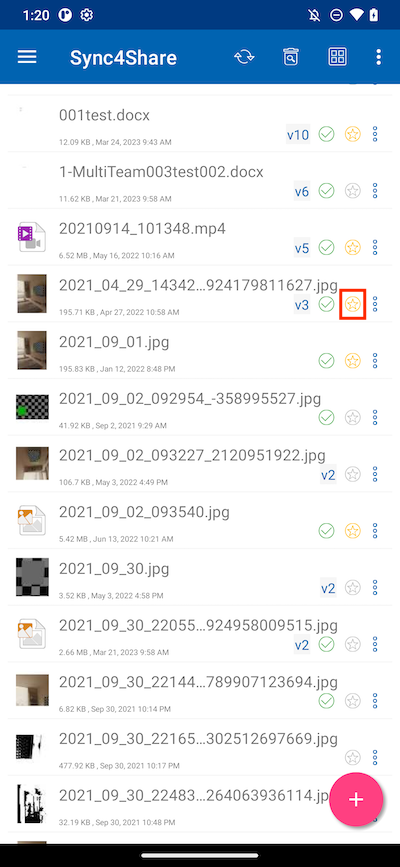 1:20
Sync4Share
001test.docx
12.09 KB , Mar 24, 2023 9:43 AM
v10
1-MultiTeam003test002.docx
11.62 KB , Mar 21, 2023 9:58 AM
v6
20210914_101348.mp4
6.52 MB , May 16, 2022 10:16 AM
v5
2021_04_29_14342...924179811627.jpg
195.71 KB , Apr 27, 2022 10:58 AM
v3
2021_09_01.jpg
195.83 KB , Jan 12, 2022 8:48 PM
2021_09_02_092954_-358995527.jpg
41.92 KB , Sep 2, 2021 9:29 AM
2021_09_02_093227_2120951922.jpg
106.7 KB , May 3, 2022 4:49 PM
v2
2021_09_02_093540.jpg
5.42 MB , Jun 13, 2022 10:21 AM
2021_09_30.jpg
3.52 KB , May 3, 2022 4:58 PM
v2
2021_09_30_22055...924958009515.jpg
2.66 MB , Mar 21, 2023 9:58 AM
v2
2021_09_30_22144...789907123694.jpg
6.82 KB , Sep 30, 2021 10:14 PM
2021_09_30_22165...302512697669.jpg
477.92 KB , Sep 30, 2021 10:17 PM
2021_09_30_22483...264063936114.jp
32.19 KB , Sep 30, 2021 10:48 PM